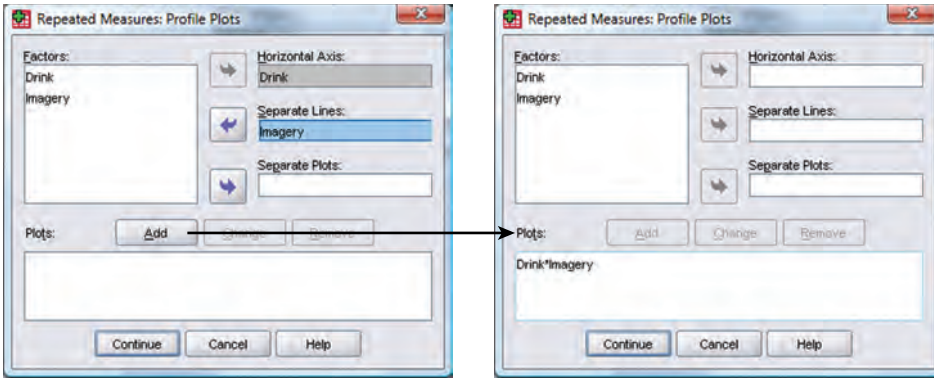 Repeated Measures: Profile Plots
Factors:
Drink
Imagery
Horizontal Axis:
Drink
Separate Lines:
Imagery
Separate Plots:
Plots:
Add
Change
Remove
Continue
Cancel
Help
Repeated Measures: Profile Plots
Factors:
Drink
Imagery
Horizontal Axis:
Separate Lines:
Separate Plots:
Plots:
Add
Change
Remove
Drink*Imagery
Continue
Cancel
Help